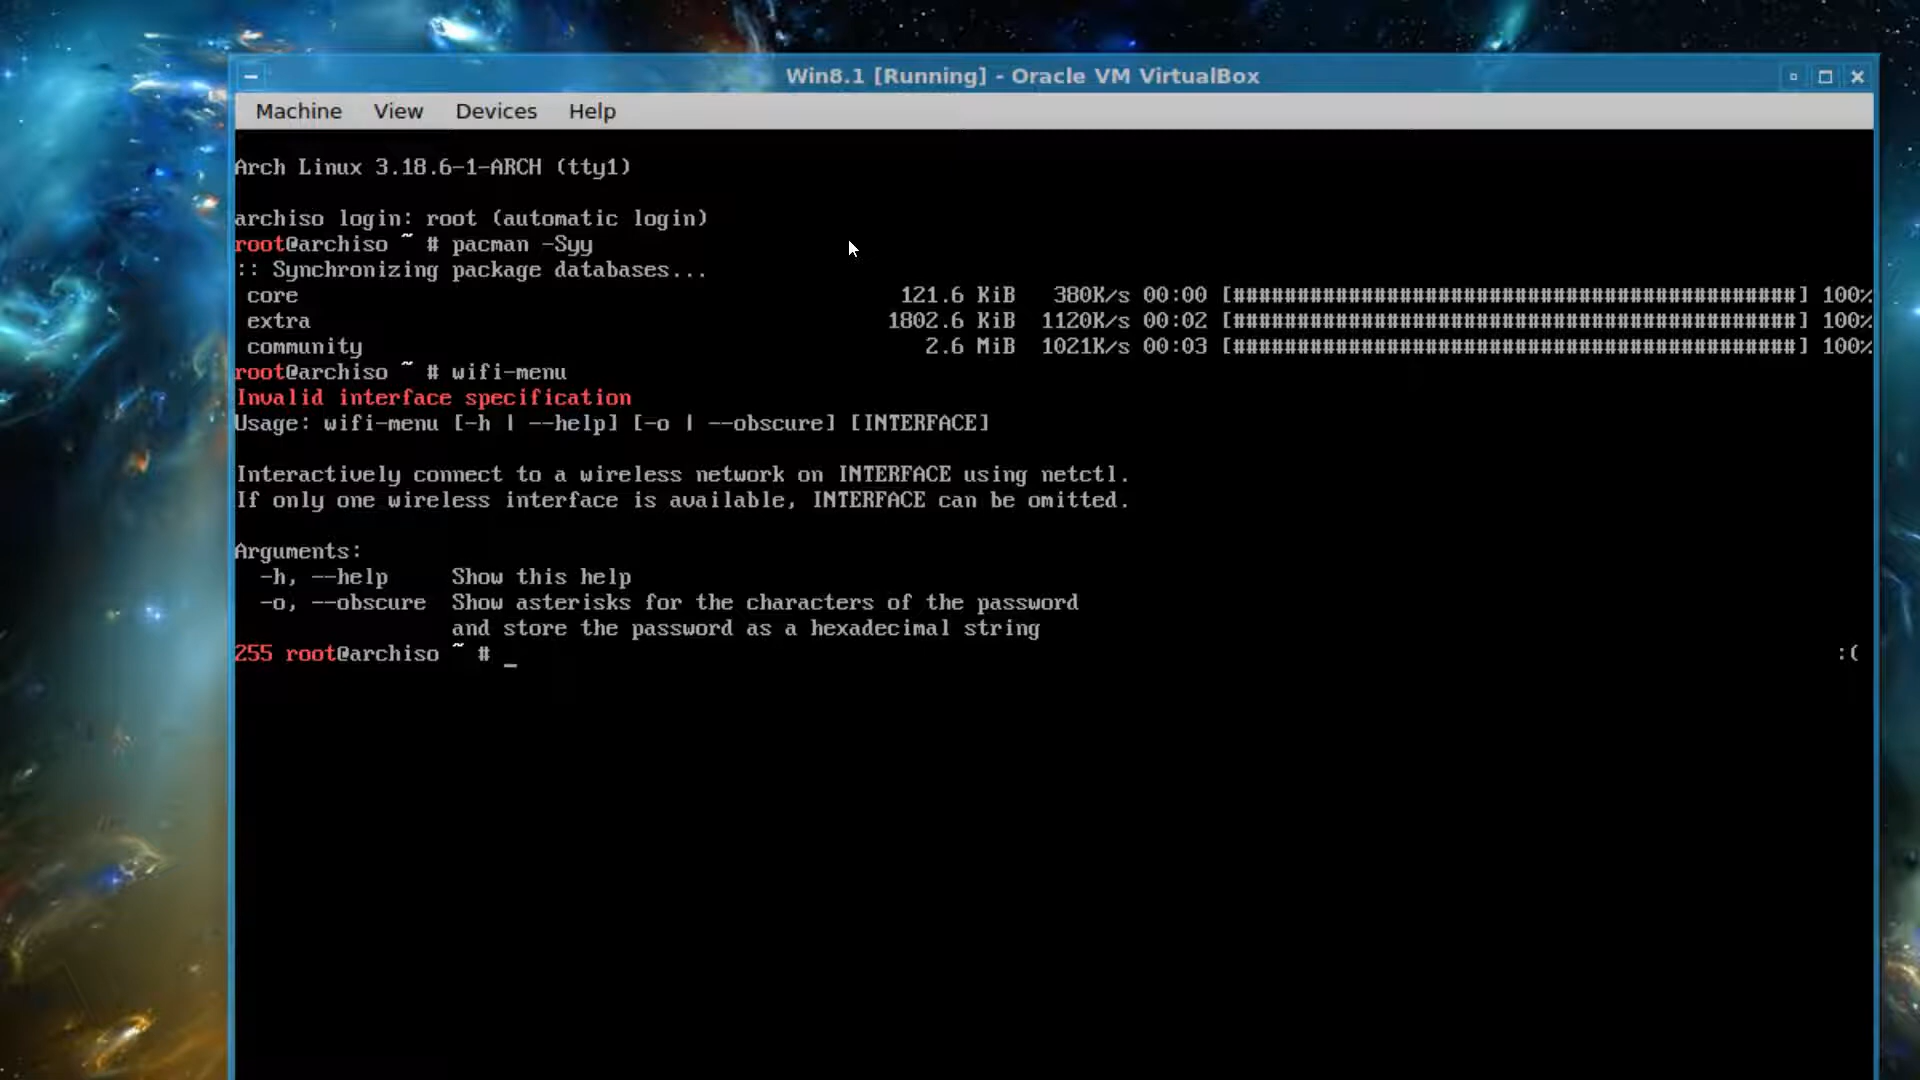 Win8.1 [Running] - Oracle VM VirtualBox
Machine View Devices Help
Arch Linux 3.18.6-1-ARCH (tty1)
archiso login: root (automatic login)
root@archiso ~ # pacman -Syy
:: Synchronizing package databases...
core 121.6 KiB 380K/s 00:00 [############################################] 100%
extra 1802.6 KiB 1120K/s 00:02 [############################################] 100%
community 2.6 MiB 1021K/s 00:03 [############################################] 100%
root@archiso ~ # wifi-menu
Invalid interface specification
Usage: wifi-menu [-h | --help] [-o | --obscure] [INTERFACE]
Interactively connect to a wireless network on INTERFACE using netctl.
If only one wireless interface is available, INTERFACE can be omitted.
Arguments:
-h, --help Show this help
-o, --obscure Show asterisks for the characters of the password
and store the password as a hexadecimal string
255 root@archiso ~ # _ :(